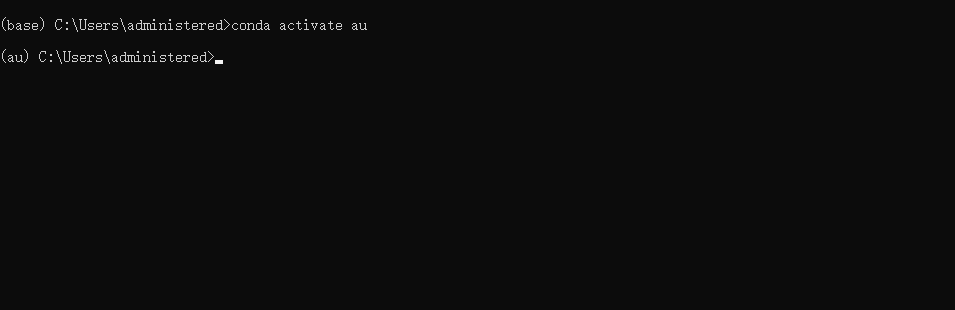 (base) C:\Users\administered>conda activate au
(au) C:\Users\administered>